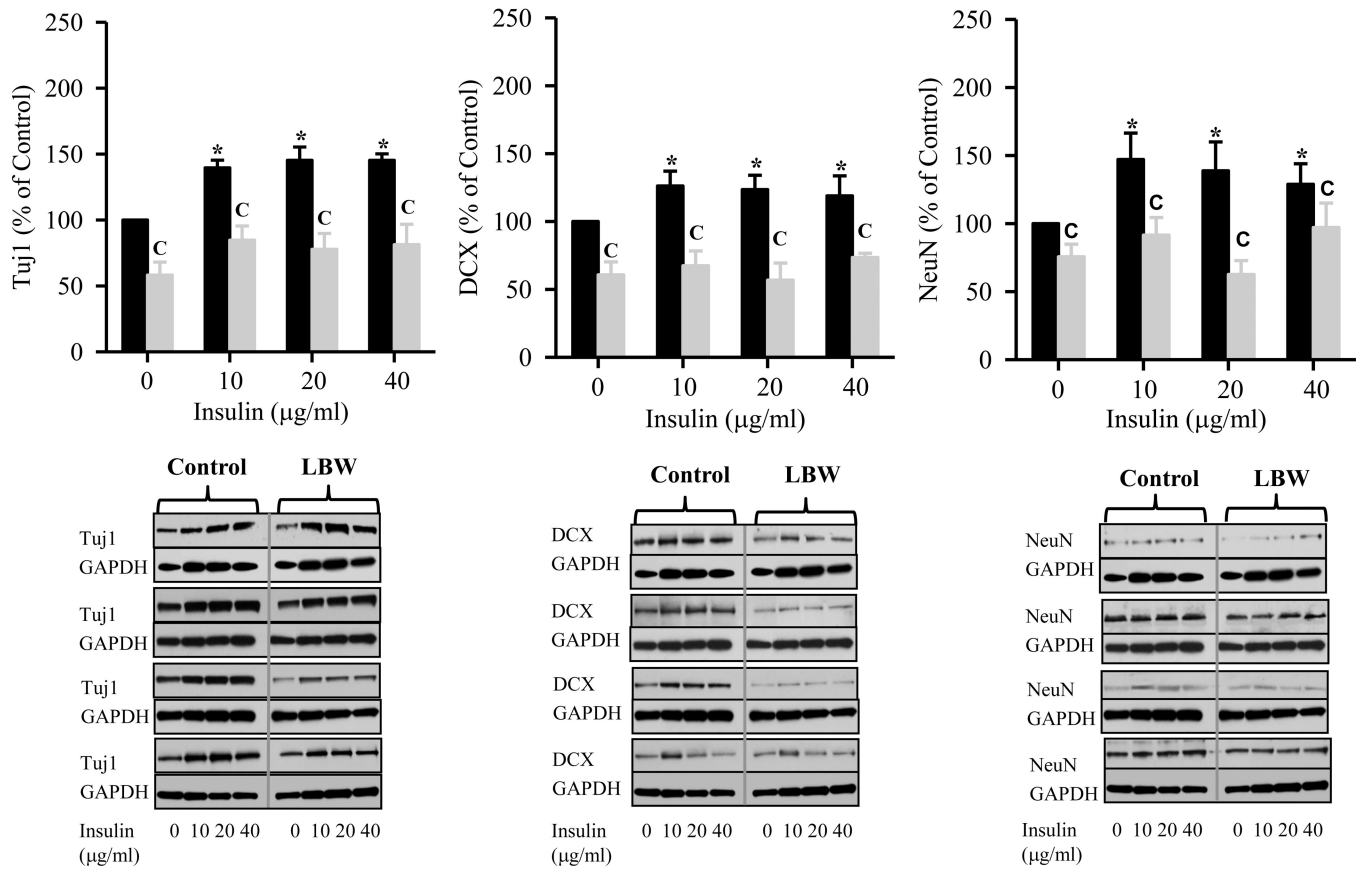 Tuj1 (% of Control)
250
200
150
100
50
0
*
*
*
C
C
C
C
0 10 20 40
Insulin (μg/ml)
DCX (% of Control)
250
200
150
100
50
0
*
*
*
C
C
C
C
0 10 20 40
Insulin (μg/ml)
NeuN (% of Control)
250
200
150
100
50
0
*
*
*
C
C
C
C
0 10 20 40
Insulin (μg/ml)
Control LBW
Tuj1
GAPDH
Tuj1
GAPDH
Tuj1
GAPDH
Tuj1
GAPDH
Insulin 0 10 20 40 0 10 20 40
(μg/ml)
Control LBW
DCX
GAPDH
DCX
GAPDH
DCX
GAPDH
DCX
GAPDH
Insulin 0 10 20 40 0 10 20 40
(μg/ml)
Control LBW
NeuN
GAPDH
NeuN
GAPDH
NeuN
GAPDH
NeuN
GAPDH
Insulin 0 10 20 40 0 10 20 40
(μg/ml)